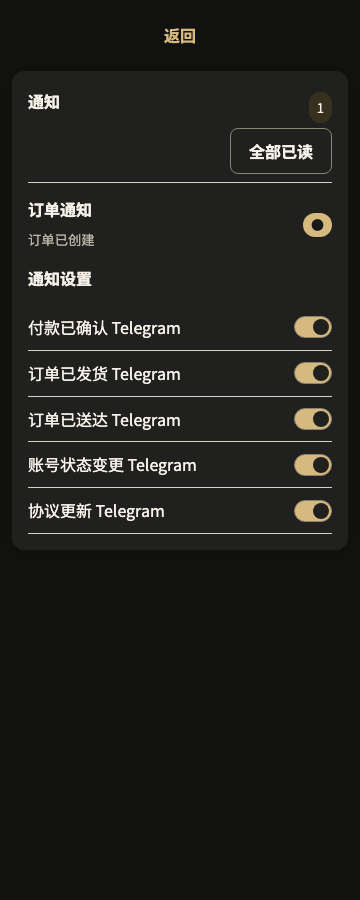 返回
通知
1
全部已读
订单通知
订单已创建
通知设置
付款已确认 Telegram
订单已发货 Telegram
订单已送达 Telegram
账号状态变更 Telegram
协议更新 Telegram